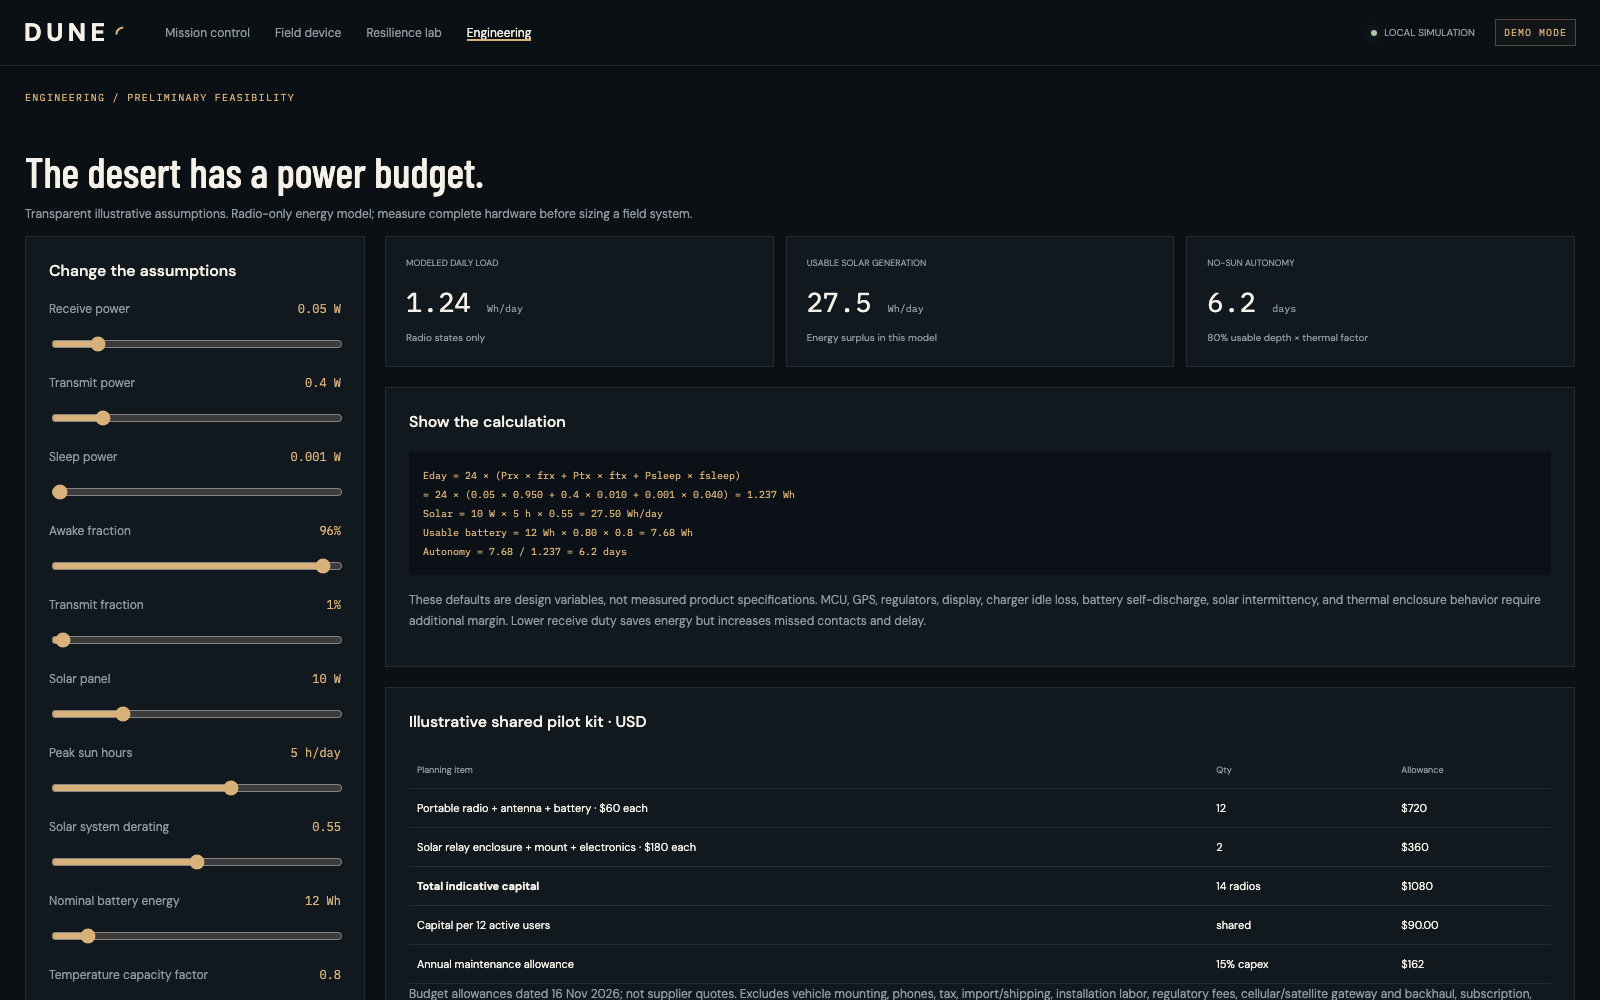 DUNE
Mission control
Field device
Resilience lab
Engineering
LOCAL SIMULATION
DEMO MODE
ENGINEERING / PRELIMINARY FEASIBILITY
The desert has a power budget.
Transparent illustrative assumptions. Radio-only energy model; measure complete hardware before sizing a field system.
Change the assumptions
Receive power 0.05 W
Transmit power 0.4 W
Sleep power 0.001 W
Awake fraction 96%
Transmit fraction 1%
Solar panel 10 W
Peak sun hours 5 h/day
Solar system derating 0.55
Nominal battery energy 12 Wh
Temperature capacity factor 0.8
MODELED DAILY LOAD
1.24 Wh/day
Radio states only
USABLE SOLAR GENERATION
27.5 Wh/day
Energy surplus in this model
NO-SUN AUTONOMY
6.2 days
80% usable depth × thermal factor
Show the calculation
Eday = 24 × (Prx × frx + Ptx × ftx + Psleep × fsleep)
= 24 × (0.05 × 0.950 + 0.4 × 0.010 + 0.001 × 0.040) = 1.237 Wh
Solar = 10 W × 5 h × 0.55 = 27.50 Wh/day
Usable battery = 12 Wh × 0.80 × 0.8 = 7.68 Wh
Autonomy = 7.68 / 1.237 = 6.2 days
These defaults are design variables, not measured product specifications. MCU, GPS, regulators, display, charger idle loss, battery self-discharge, solar intermittency, and thermal enclosure behavior require
additional margin. Lower receive duty saves energy but increases missed contacts and delay.
Illustrative shared pilot kit · USD
Planning item Qty Allowance
Portable radio + antenna + battery · $60 each 12 $720
Solar relay enclosure + mount + electronics · $180 each 2 $360
Total indicative capital 14 radios $1080
Capital per 12 active users shared $90.00
Annual maintenance allowance 15% capex $162
Budget allowances dated 16 Nov 2026; not supplier quotes. Excludes vehicle mounting, phones, tax, import/shipping, installation labor, regulatory fees, cellular/satellite gateway and backhaul, subscription,